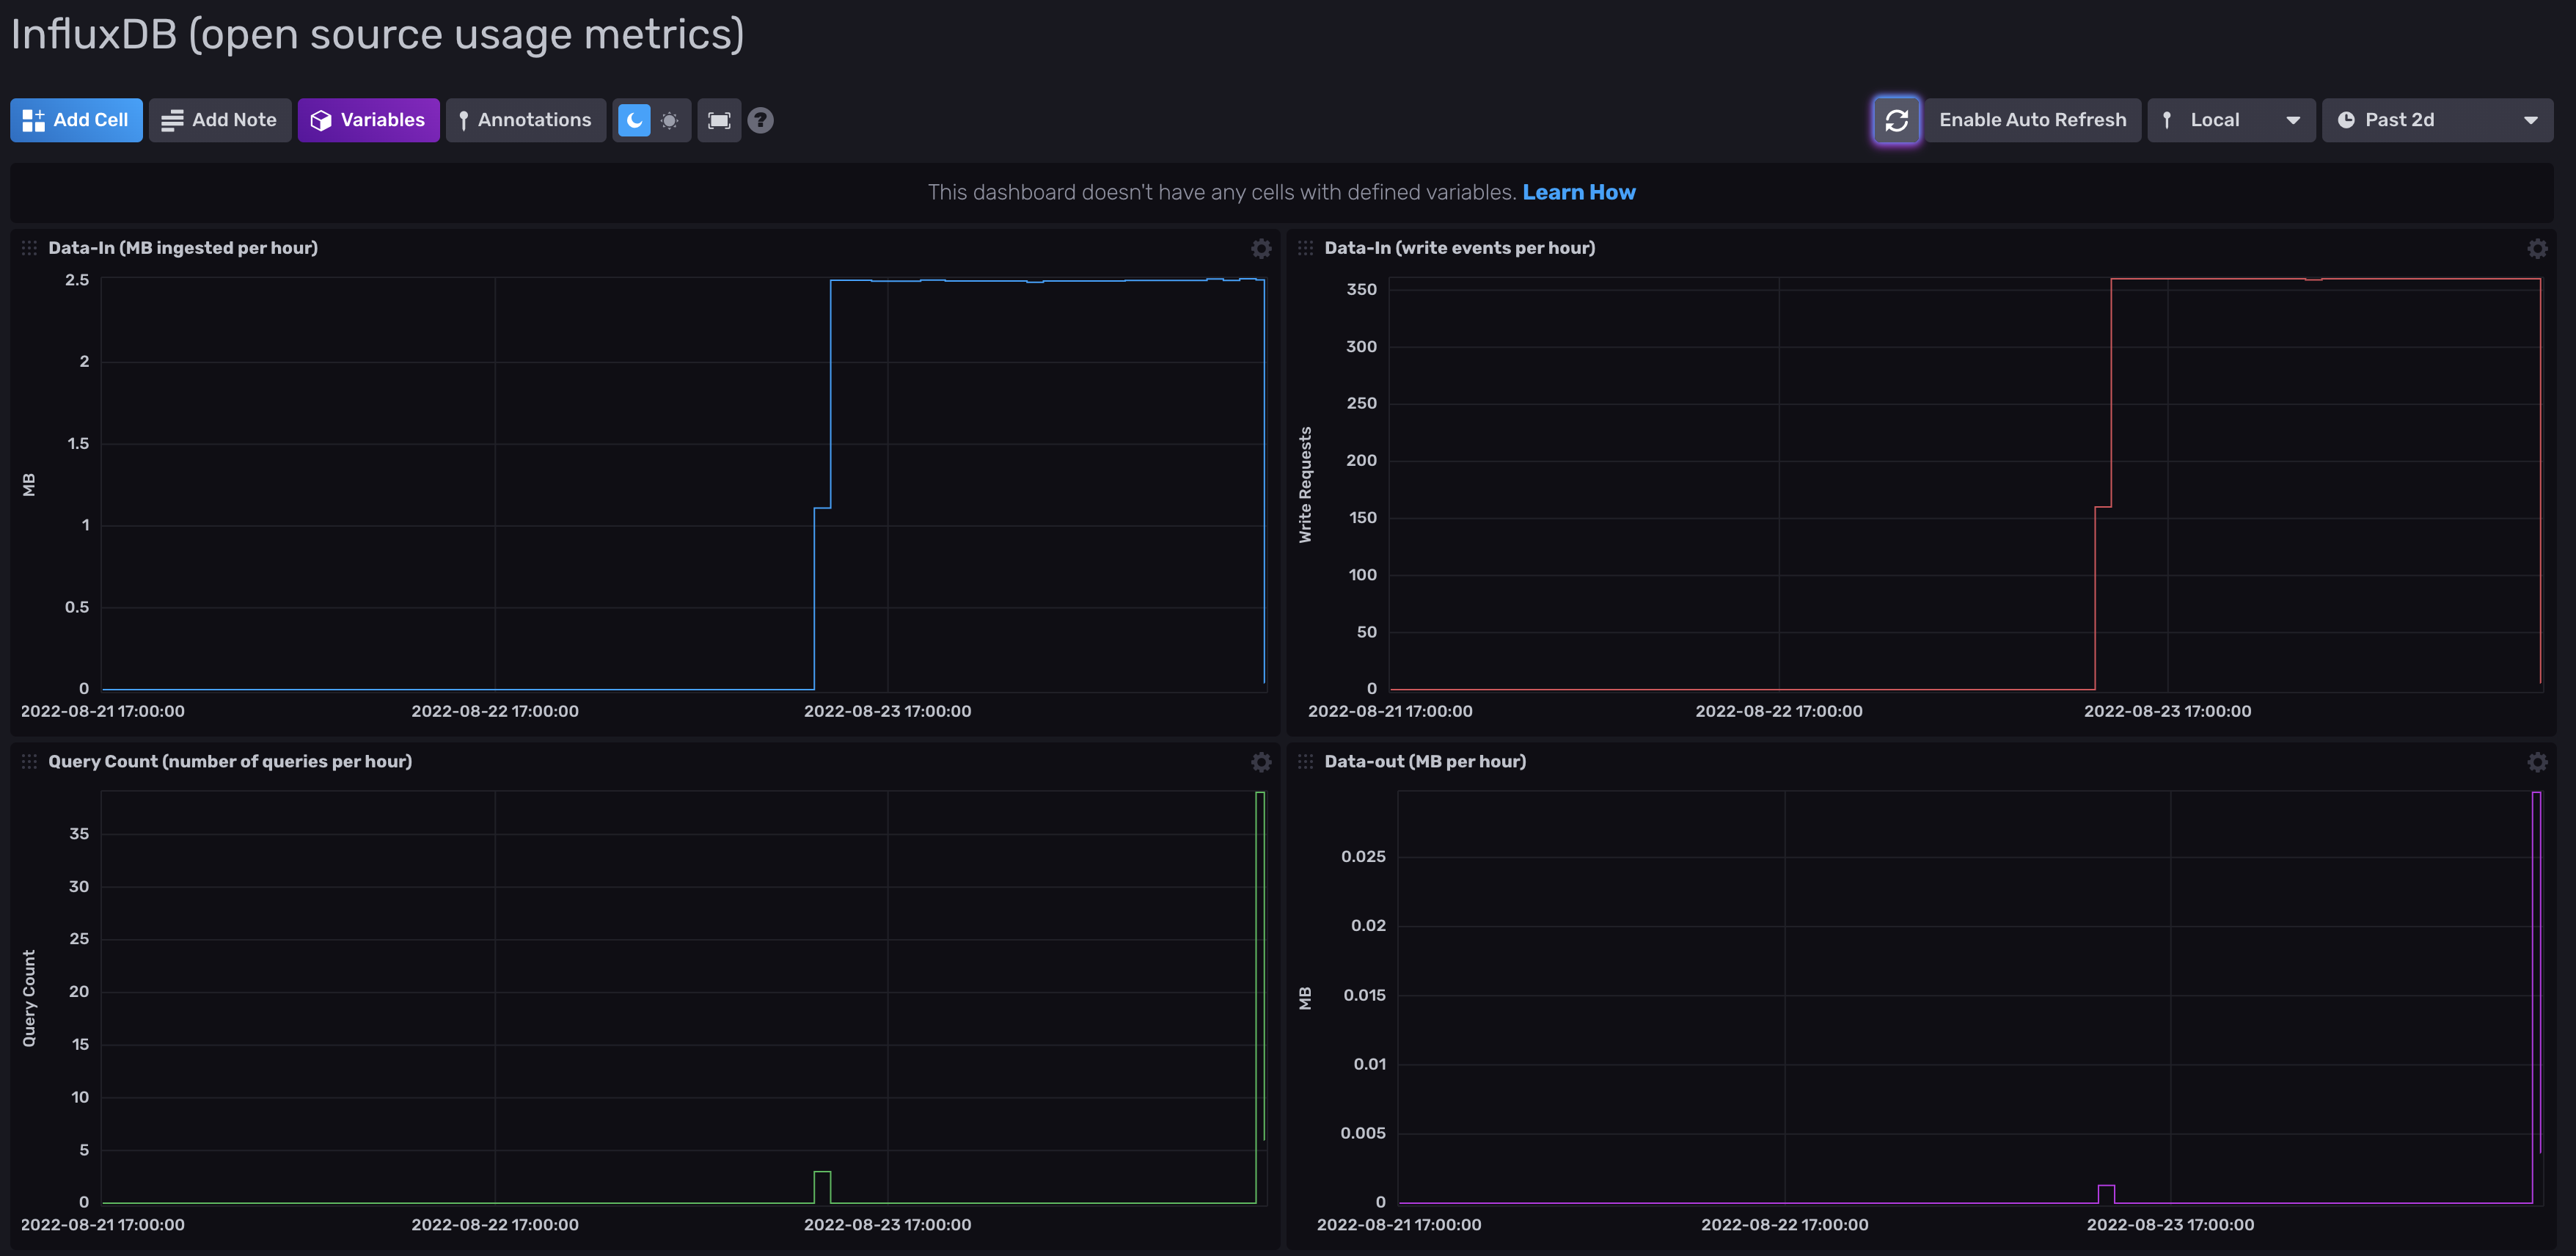 InfluxDB (open source usage metrics)
Add Cell
Add Note
Variables
Annotations
?
Enable Auto Refresh
Local
Past 2d
This dashboard doesn't have any cells with defined variables. Learn How
Data-In (MB ingested per hour)
MB
2.5
2
1.5
1
0.5
0
2022-08-21 17:00:00
2022-08-22 17:00:00
2022-08-23 17:00:00
Data-In (write events per hour)
Write Requests
350
300
250
200
150
100
50
0
2022-08-21 17:00:00
2022-08-22 17:00:00
2022-08-23 17:00:00
Query Count (number of queries per hour)
Query Count
35
30
25
20
15
10
5
0
2022-08-21 17:00:00
2022-08-22 17:00:00
2022-08-23 17:00:00
Data-out (MB per hour)
MB
0.025
0.02
0.015
0.01
0.005
0
2022-08-21 17:00:00
2022-08-22 17:00:00
2022-08-23 17:00:00